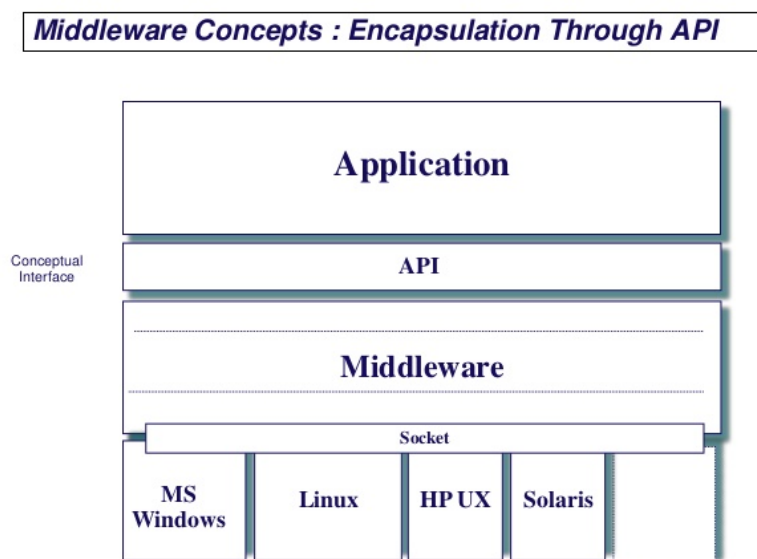 Middleware Concepts : Encapsulation Through API
Application
Conceptual
Interface
API
Middleware
Socket
MS
Windows
Linux
HP UX
Solaris